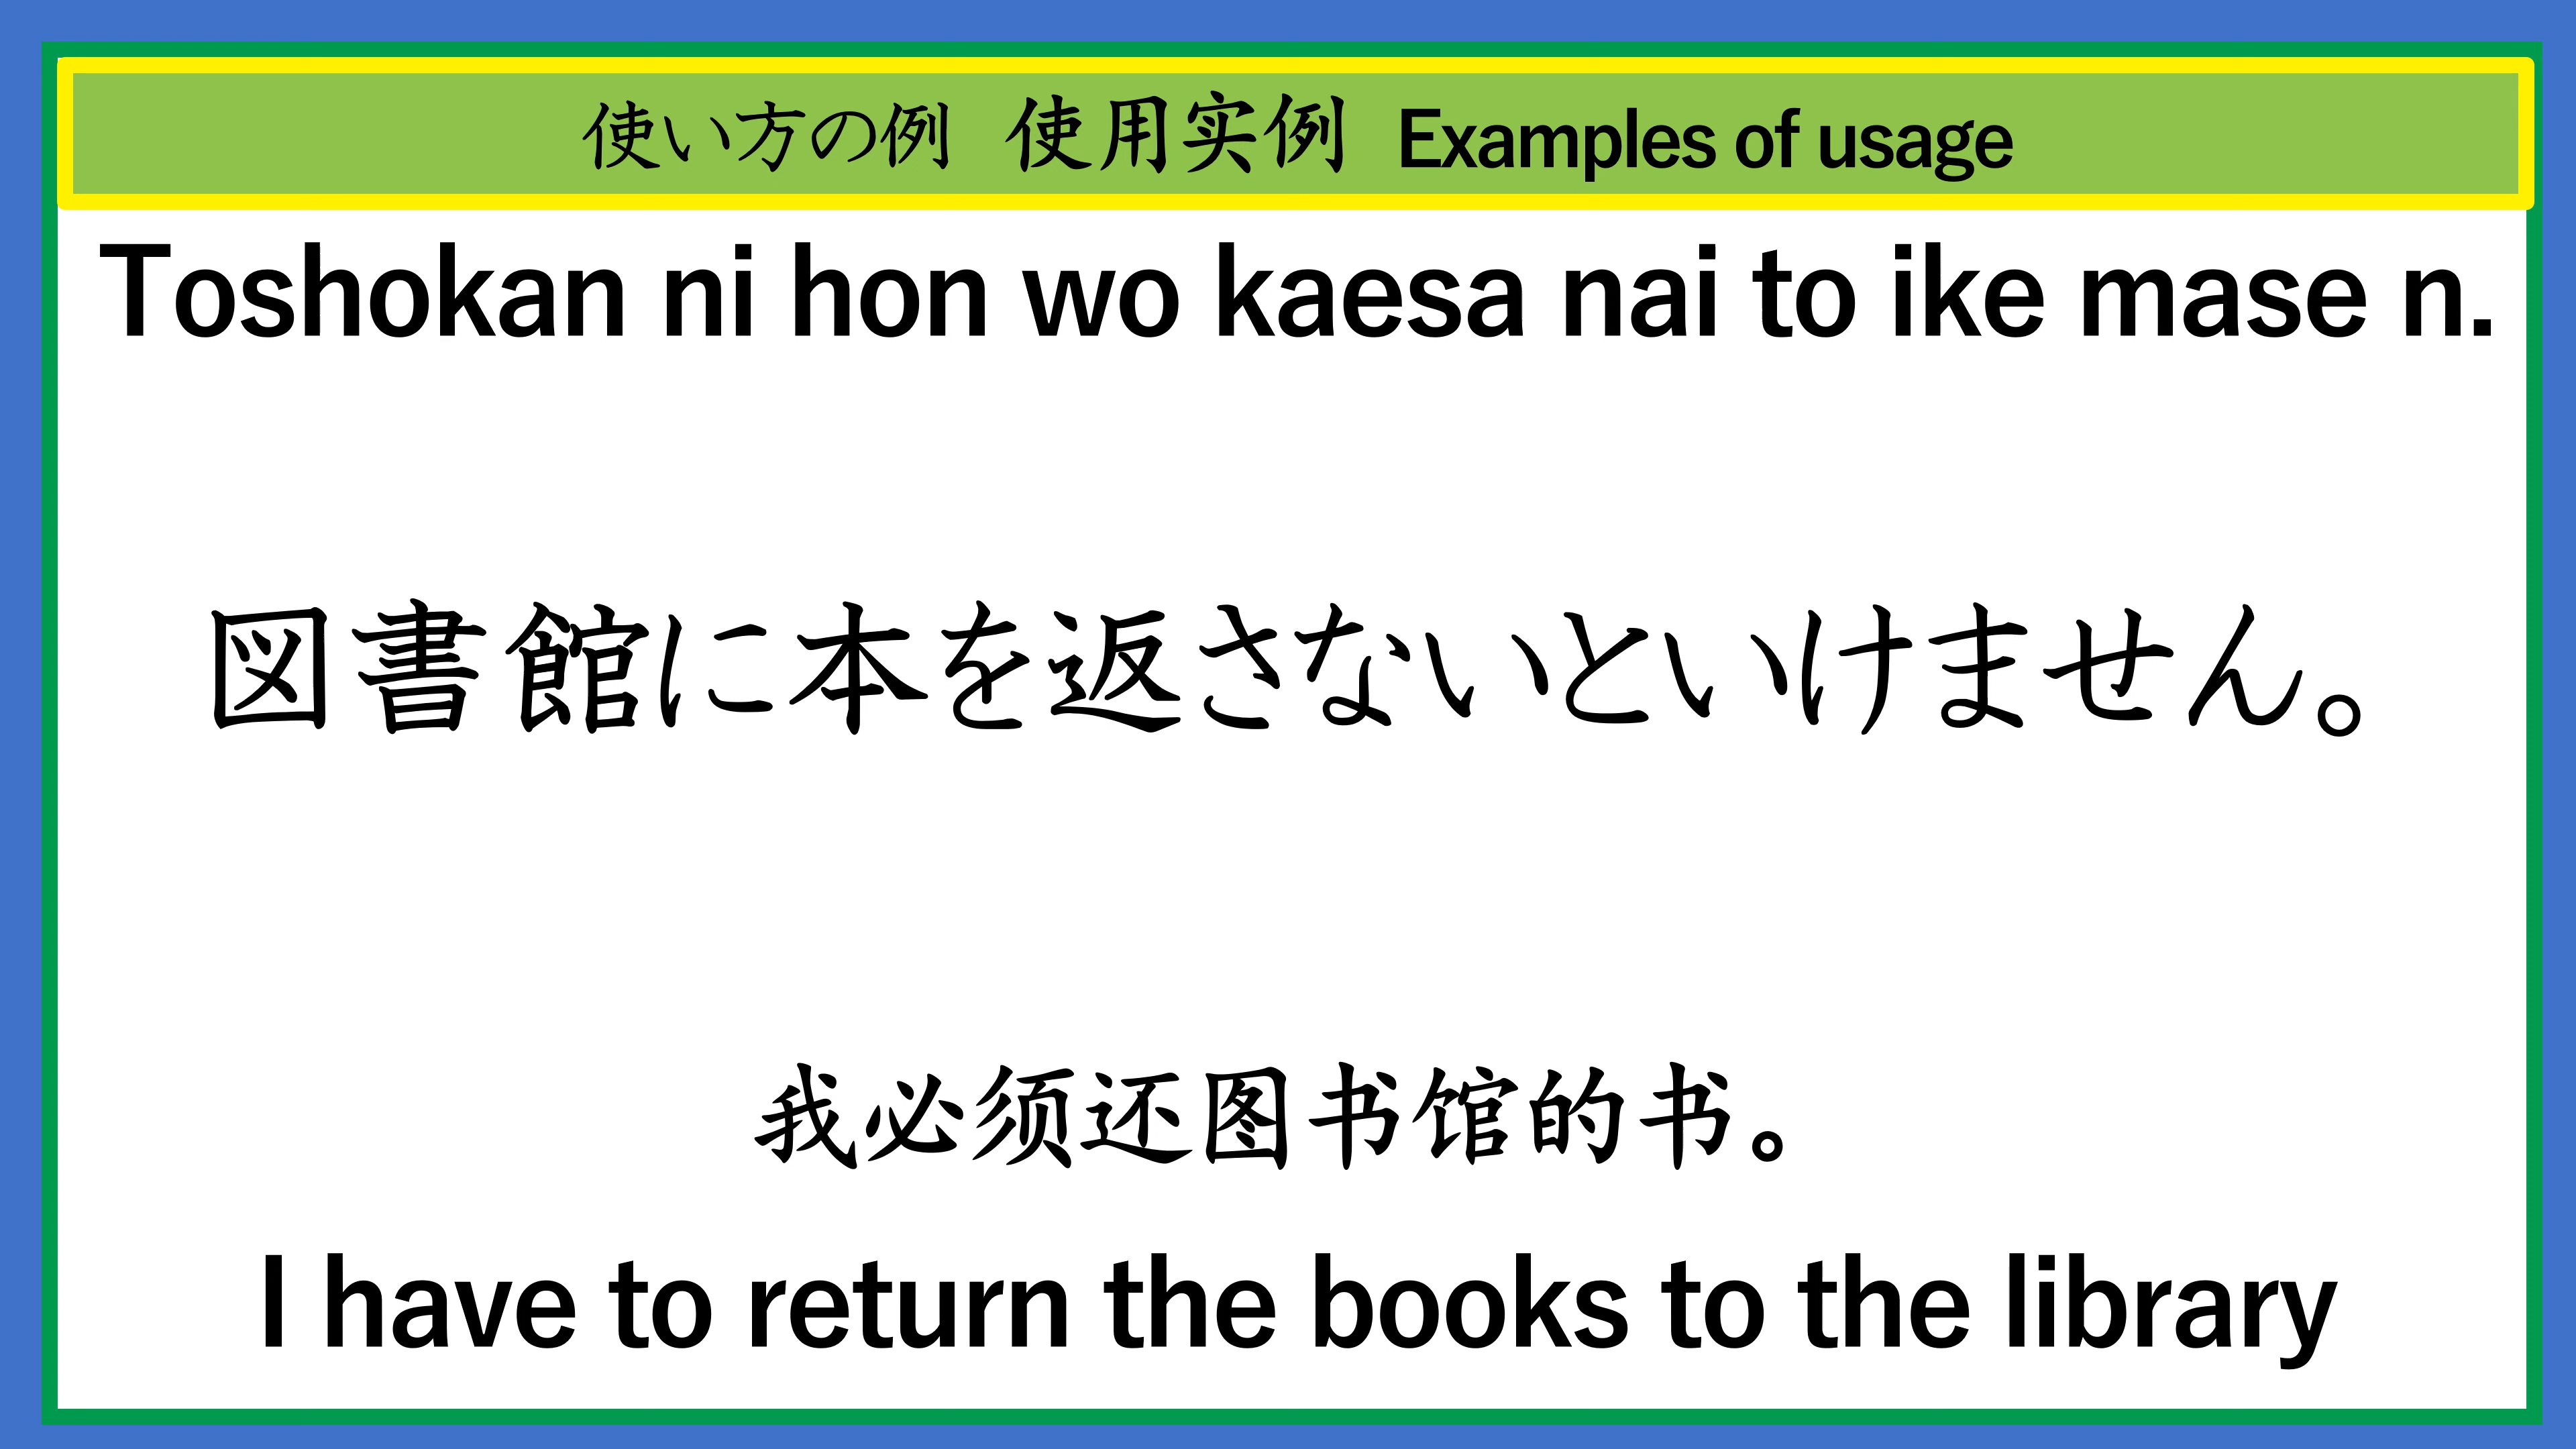 使い方の例 使用实例 Examples of usage
Toshokan ni hon wo kaesa nai to ike mase n.
図書館に本を返さないといけません。
我必须还图书馆的书。
I have to return the books to the library